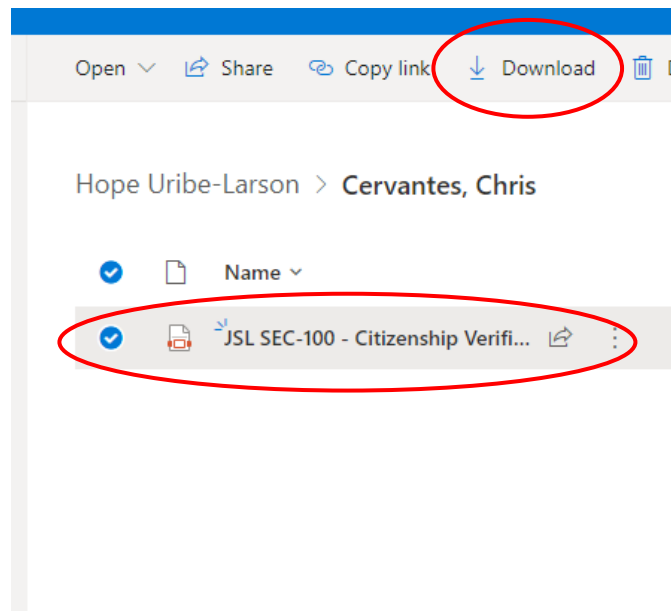 Open Share Copy link Download
Hope Uribe-Larson > Cervantes, Chris
Name
JSL SEC-100 - Citizenship Verifi...